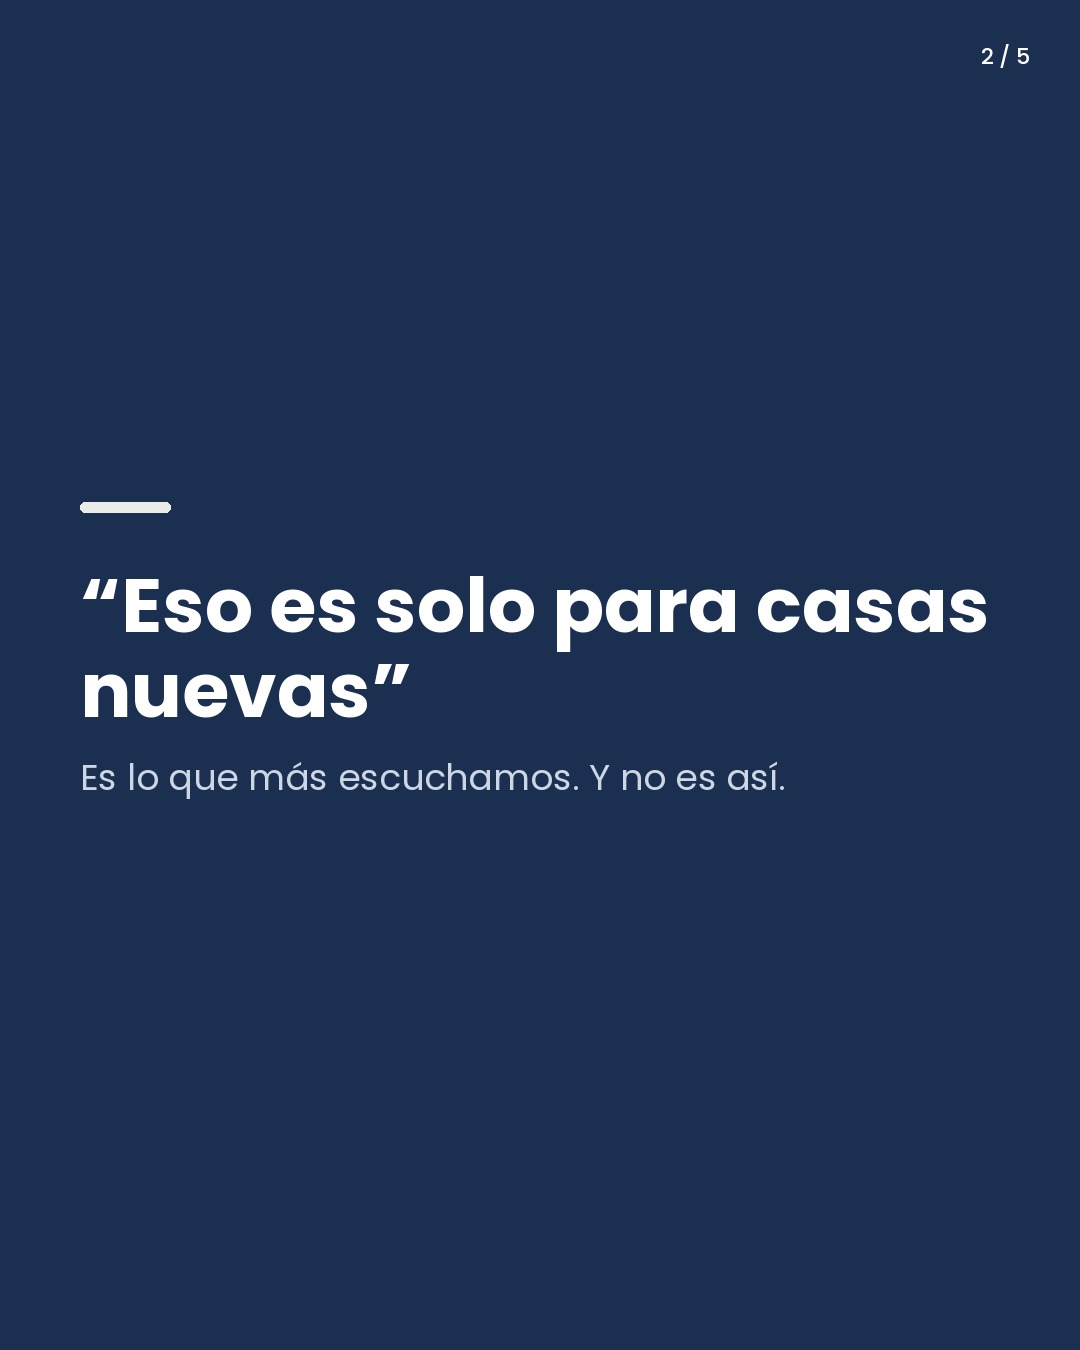 2 / 5
“Eso es solo para casas
nuevas”
Es lo que más escuchamos. Y no es así.